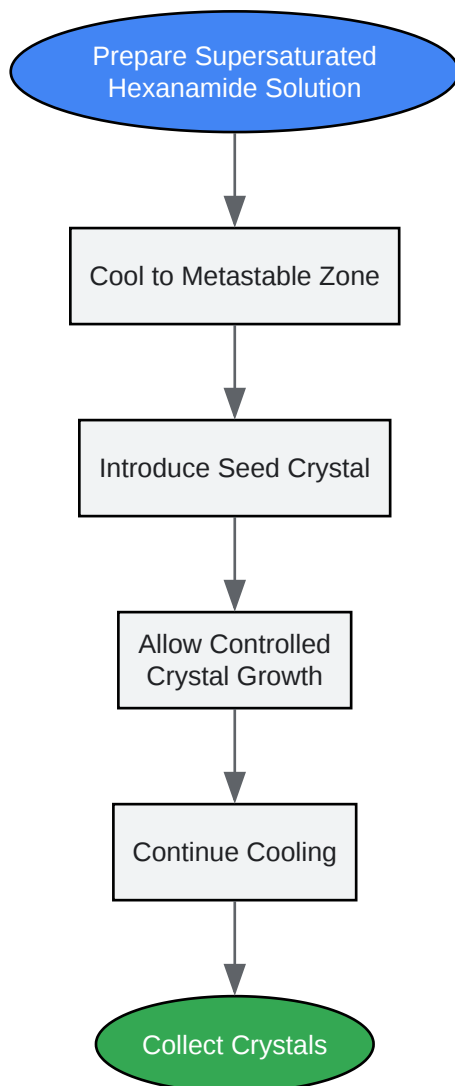 Prepare Supersaturated
Hexanamide Solution
Cool to Metastable Zone
Introduce Seed Crystal
Allow Controlled
Crystal Growth
Continue Cooling
Collect Crystals